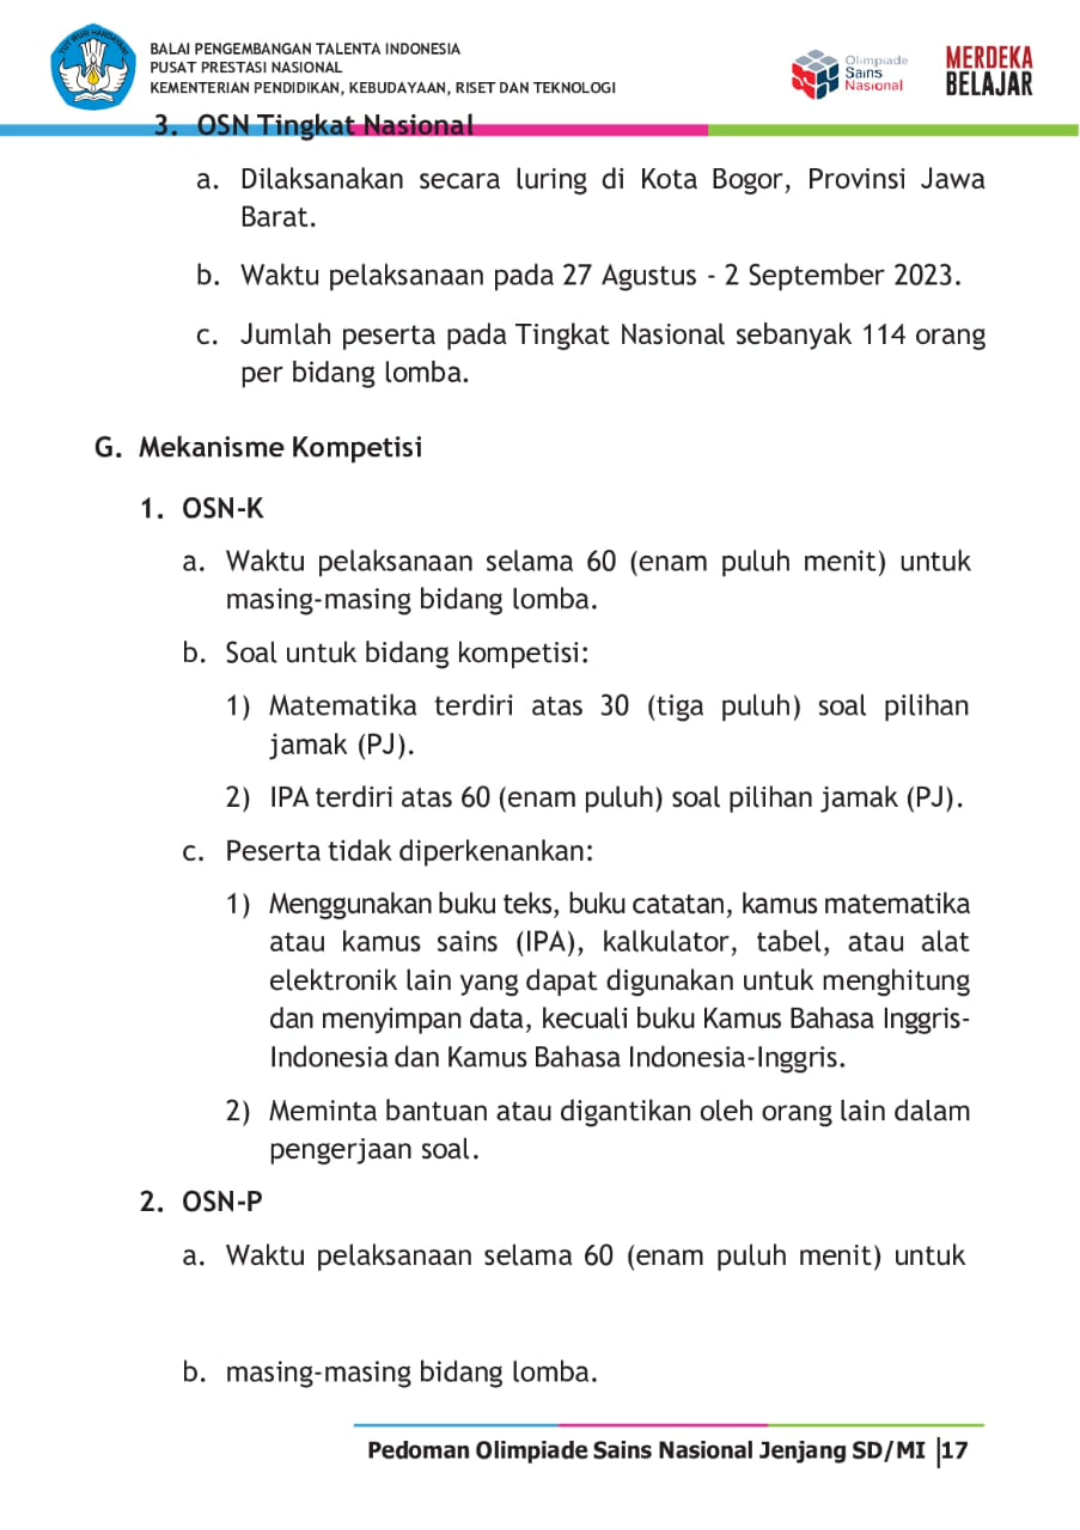 TUT WURI HANDAYANI
BALAI PENGEMBANGAN TALENTA INDONESIA
PUSAT PRESTASI NASIONAL
KEMENTERIAN PENDIDIKAN, KEBUDAYAAN, RISET DAN TEKNOLOGI
Olimpiade
Sains
Nasional
MERDEKA
BELAJAR
3. OSN Tingkat Nasional
a. Dilaksanakan secara luring di Kota Bogor, Provinsi Jawa
Barat.
b. Waktu pelaksanaan pada 27 Agustus - 2 September 2023.
c. Jumlah peserta pada Tingkat Nasional sebanyak 114 orang
per bidang lomba.
G. Mekanisme Kompetisi
1. OSN-K
a. Waktu pelaksanaan selama 60 (enam puluh menit) untuk
masing-masing bidang lomba.
b. Soal untuk bidang kompetisi:
1) Matematika terdiri atas 30 (tiga puluh) soal pilihan
jamak (PJ).
2) IPA terdiri atas 60 (enam puluh) soal pilihan jamak (PJ).
c. Peserta tidak diperkenankan:
1) Menggunakan buku teks, buku catatan, kamus matematika
atau kamus sains (IPA), kalkulator, tabel, atau alat
elektronik lain yang dapat digunakan untuk menghitung
dan menyimpan data, kecuali buku Kamus Bahasa Inggris-
Indonesia dan Kamus Bahasa Indonesia-Inggris.
2) Meminta bantuan atau digantikan oleh orang lain dalam
pengerjaan soal.
2. OSN-P
a. Waktu pelaksanaan selama 60 (enam puluh menit) untuk
b. masing-masing bidang lomba.
Pedoman Olimpiade Sains Nasional Jenjang SD/MI |17